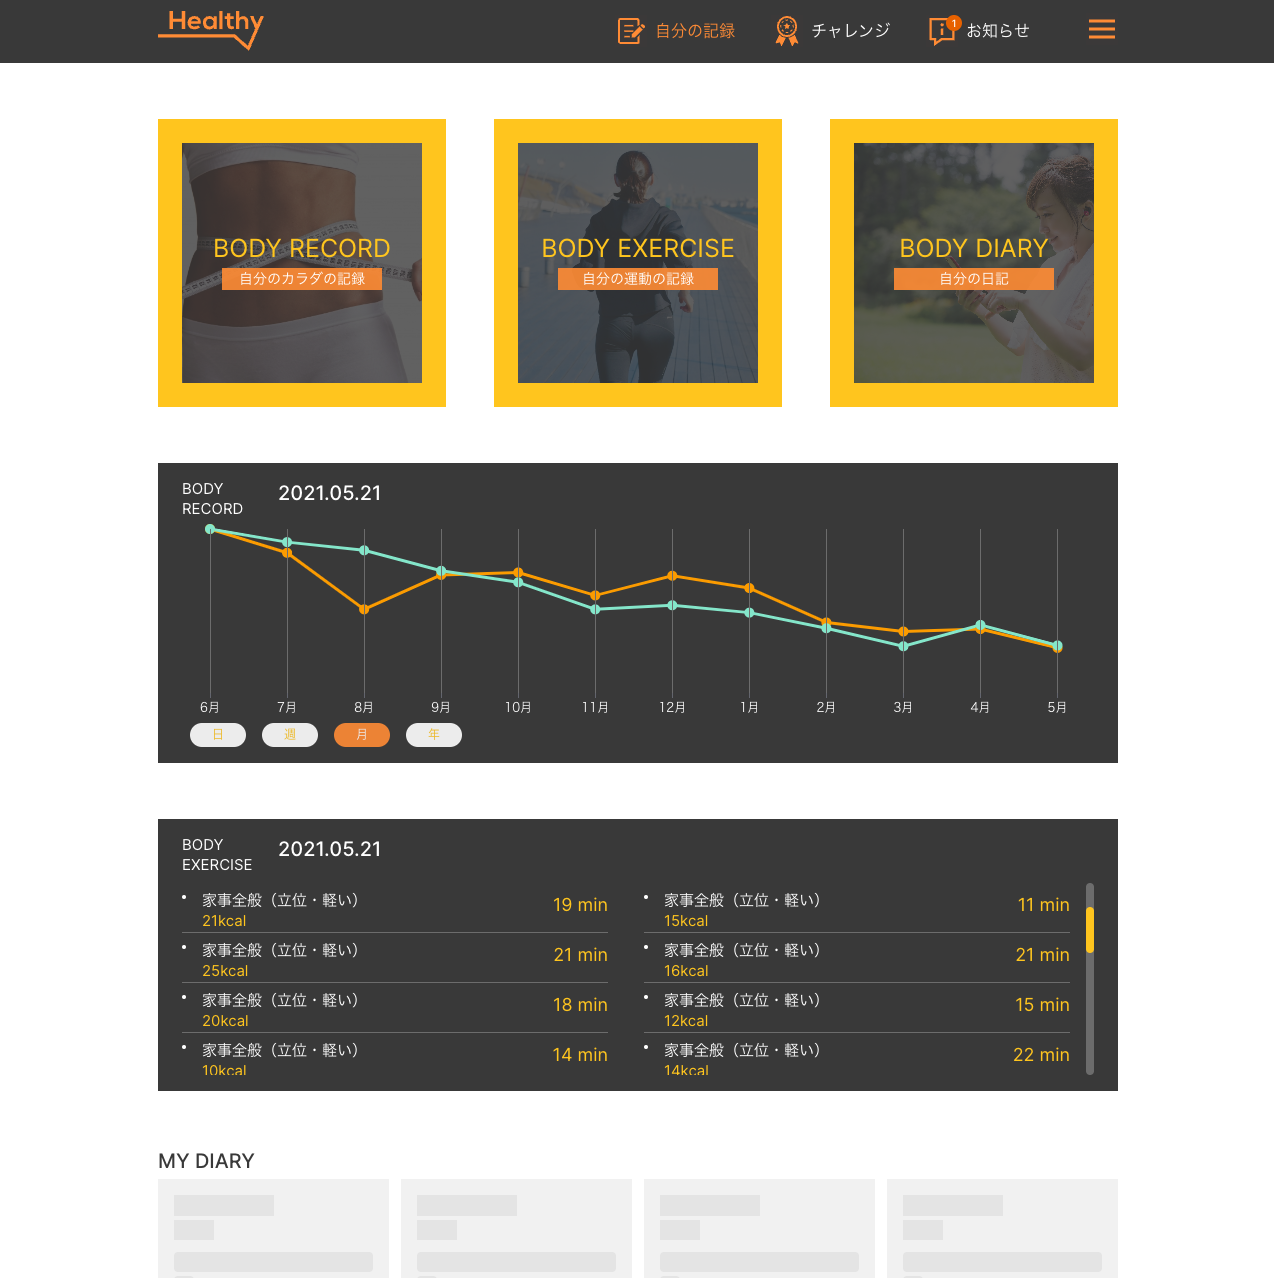 Healthy
自分の記録
チャレンジ
1
お知らせ
BODY RECORD
自分のカラダの記録
BODY EXERCISE
自分の運動の記録
BODY DIARY
自分の日記
BODY
RECORD
2021.05.21
6月 7月 8月 9月 10月 11月 12月 1月 2月 3月 4月 5月
日 週 月 年
BODY
EXERCISE
2021.05.21
家事全般（立位・軽い）
21kcal
19 min
家事全般（立位・軽い）
15kcal
11 min
家事全般（立位・軽い）
25kcal
21 min
家事全般（立位・軽い）
16kcal
21 min
家事全般（立位・軽い）
20kcal
18 min
家事全般（立位・軽い）
12kcal
15 min
家事全般（立位・軽い）
10kcal
14 min
家事全般（立位・軽い）
14kcal
22 min
MY DIARY